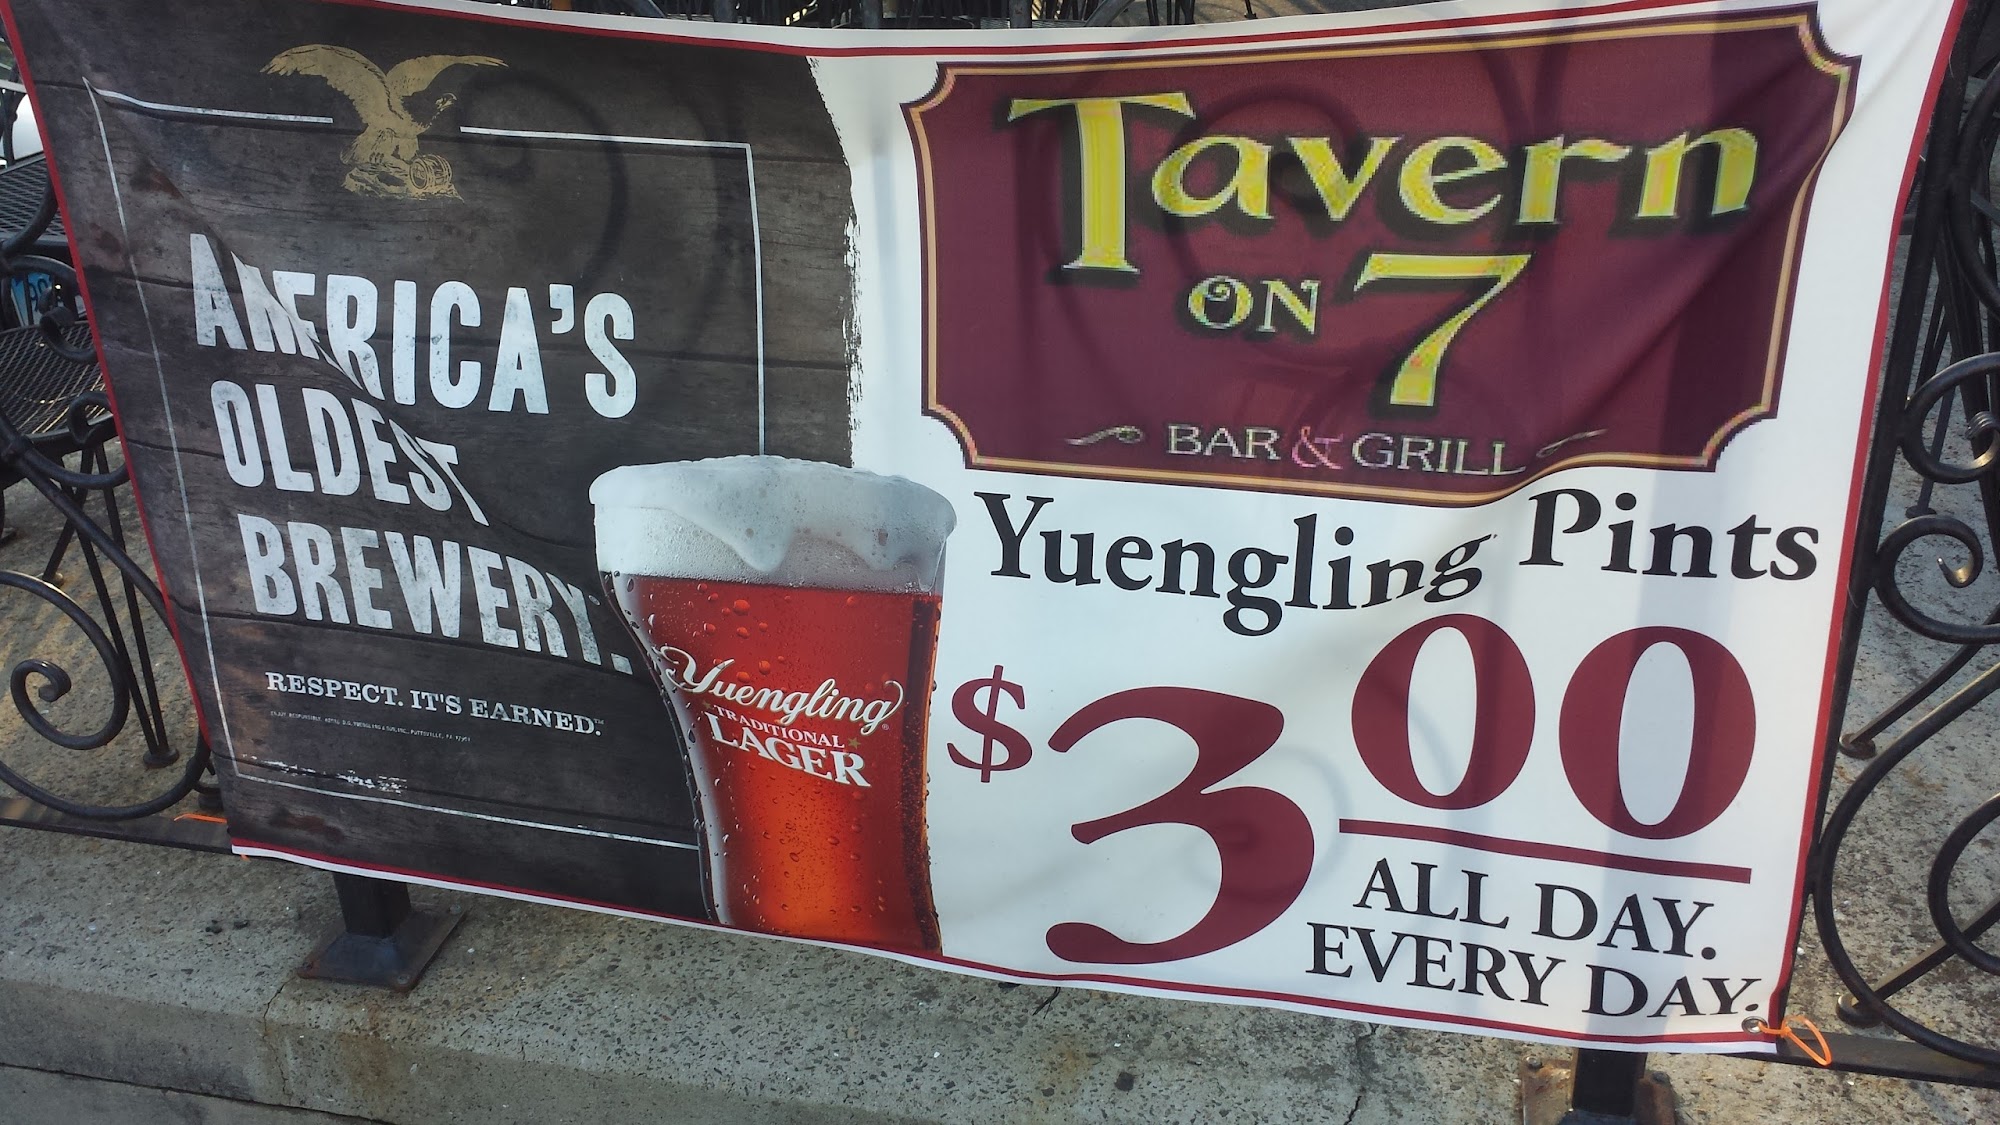 AMERICA'S
OLDEST
BREWERY.
RESPECT. IT'S EARNED.™
Yuengling®
TRADITIONAL
LAGER
Tavern
ON 7
BAR & GRILL
Yuengling Pints
$3.00
ALL DAY.
EVERY DAY.